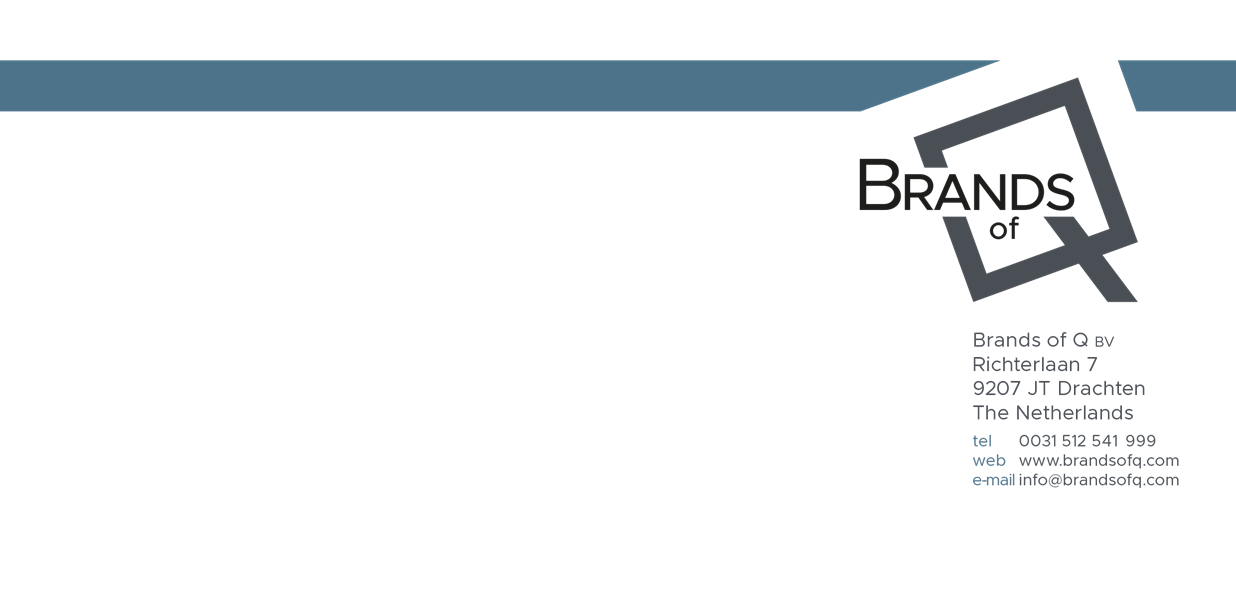 BRANDS
of
Brands of Q BV
Richterlaan 7
9207 JT Drachten
The Netherlands
tel 0031 512 541 999
web www.brandsofq.com
e-mail info@brandsofq.com